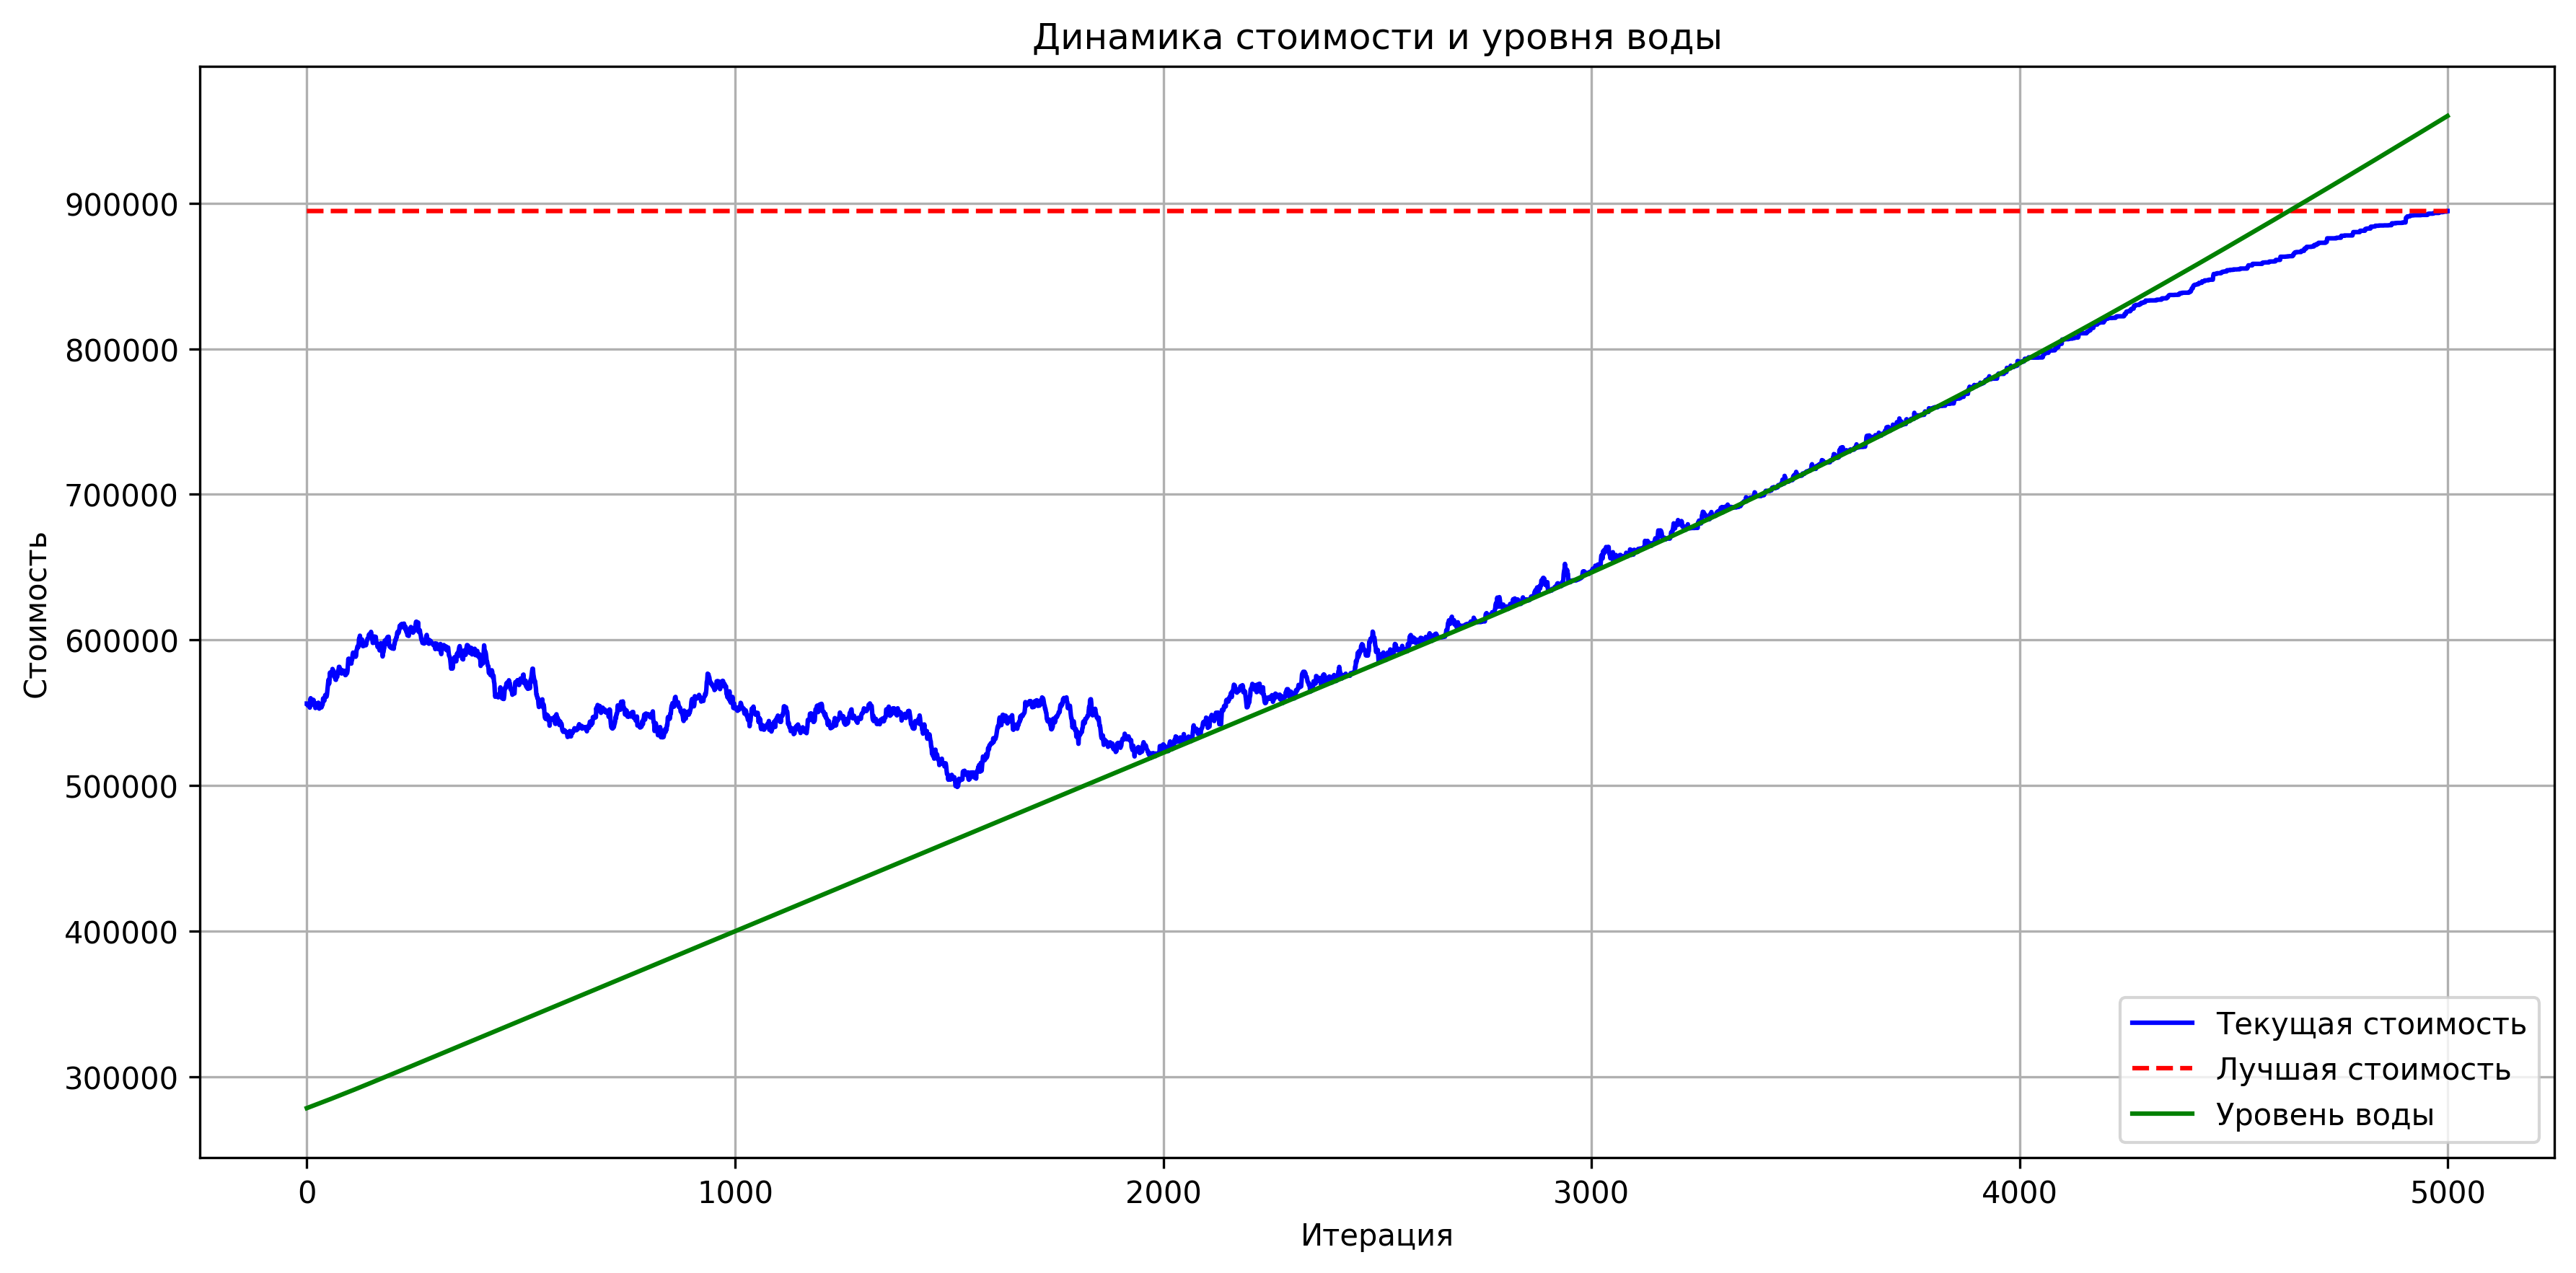 Динамика стоимости и уровня воды
Стоимость
900000
800000
700000
600000
500000
400000
300000
0 1000 2000 3000 4000 5000
Итерация
Текущая стоимость
Лучшая стоимость
Уровень воды